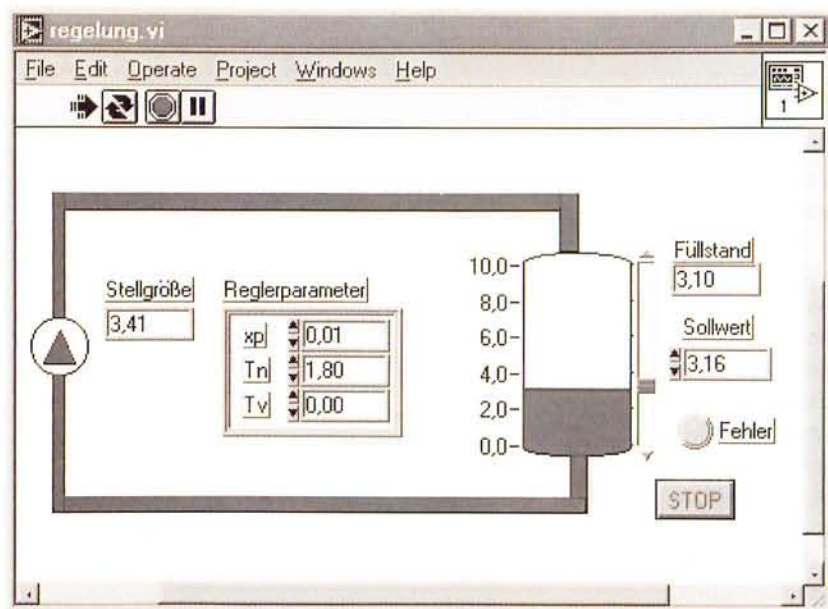 regelung.vi
File Edit Operate Project Windows Help
1
Stellgröße
3,41
Reglerparameter
xp 0,01
Tn 1,80
Tv 0,00
10,0
8,0
6,0
4,0
2,0
0,0
Füllstand
3,10
Sollwert
3,16
Fehler
STOP